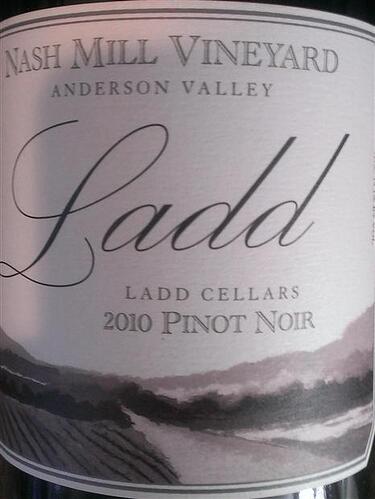 NASH MILL VINEYARD
ANDERSON VALLEY
Ladd
LADD CELLARS
2010 PINOT NOIR